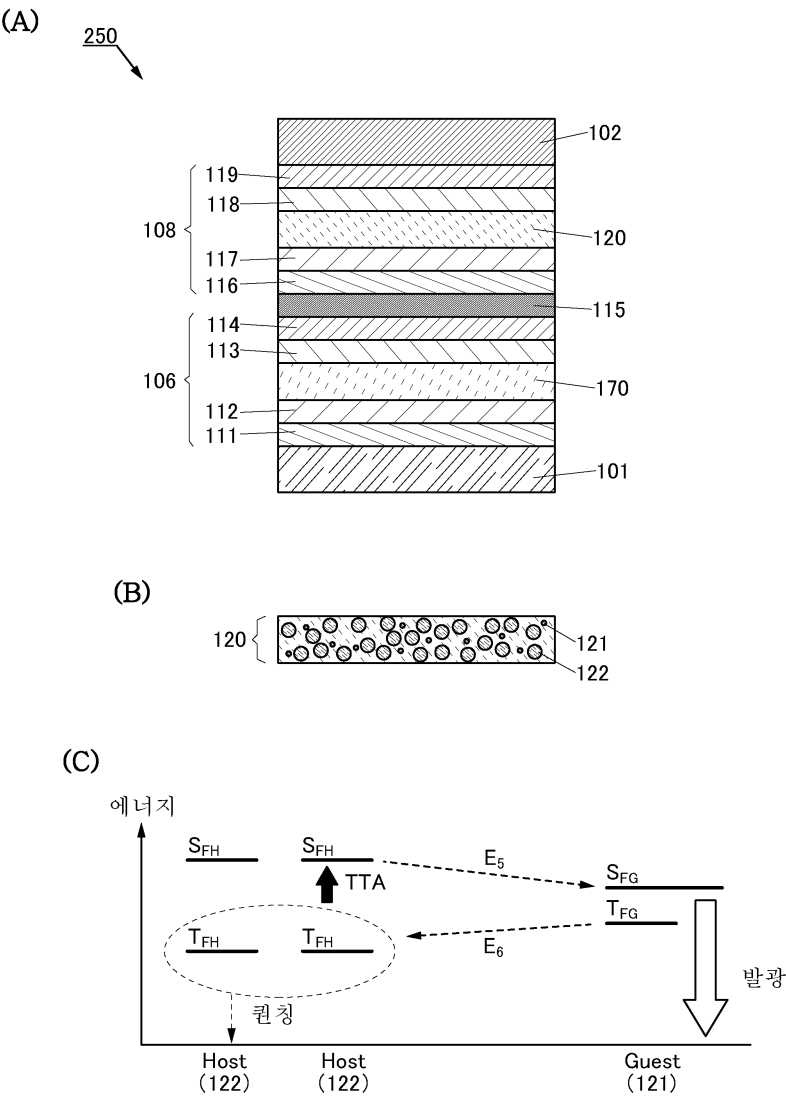 (A)
250
102
119
118
108
120
117
116
115
114
113
106
170
112
111
101
(B)
120
121
122
(C)
에너지
S_FH
S_FH
E_5
S_FG
TTA
T_FG
T_FH
T_FH
E_6
발광
퀀칭
Host
(122)
Host
(122)
Guest
(121)